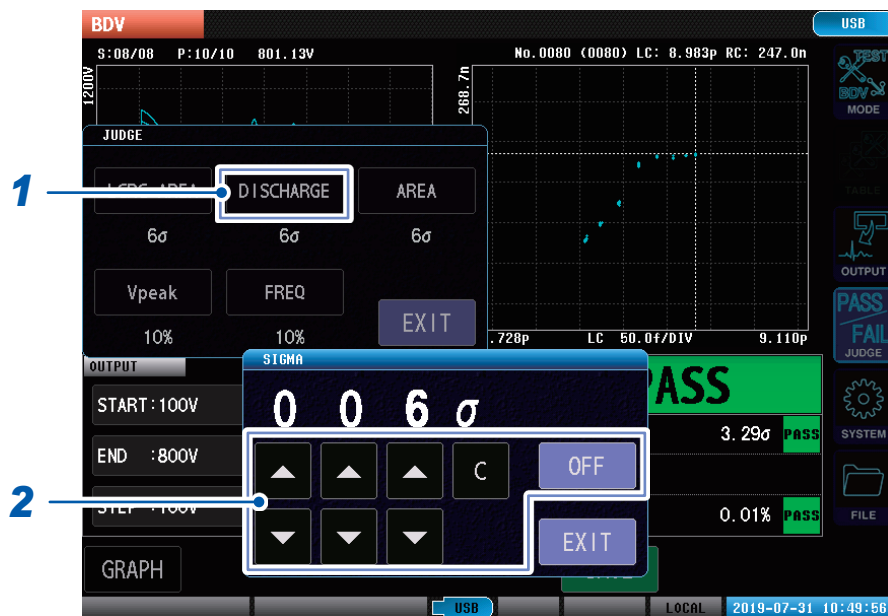 BDV
USB
S:08/08 P:10/10 801.13V
No.0080 (0080) LC: 8.983p RC: 247.0n
1200V
268.7n
TEST
BDV
MODE
TABLE
OUTPUT
PASS
FAIL
JUDGE
SYSTEM
FILE
JUDGE
1
DISCHARGE
AREA
6σ
6σ
6σ
Vpeak
FREQ
EXIT
10%
10%
.728p LC 50.0f/DIV 9.110p
OUTPUT
START:100V
END :800V
PASS
3.29σ PASS
0.01% PASS
SIGMA
0 0 6 σ
C
OFF
2
EXIT
GRAPH
USB
LOCAL
2019-07-31 10:49:56